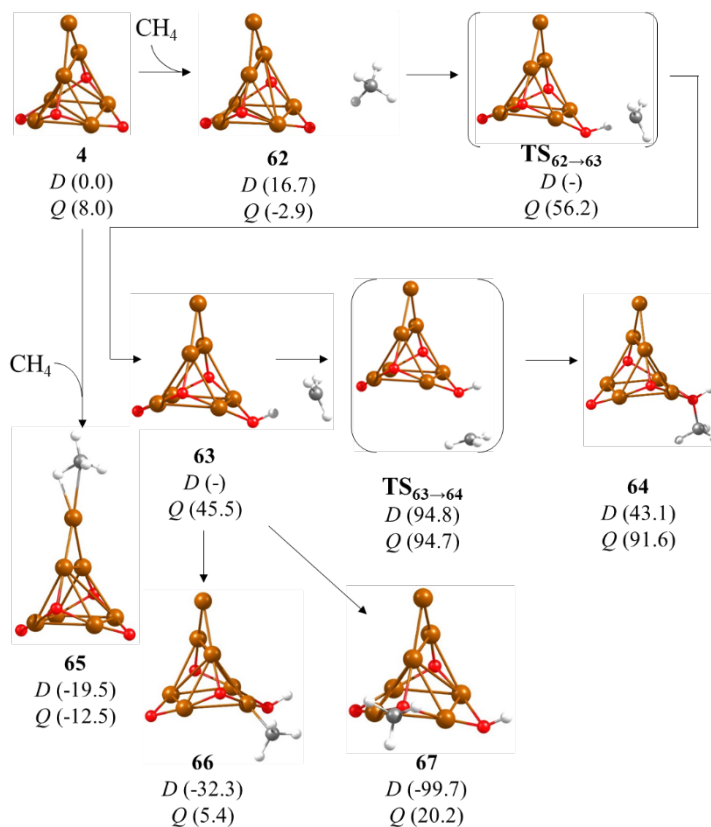 CH₄
4
D (0.0)
Q (8.0)
62
D (16.7)
Q (-2.9)
TS₆₂→₆₃
D (-)
Q (56.2)
CH₄
63
D (-)
Q (45.5)
TS₆₃→₆₄
D (94.8)
Q (94.7)
64
D (43.1)
Q (91.6)
65
D (-19.5)
Q (-12.5)
66
D (-32.3)
Q (5.4)
67
D (-99.7)
Q (20.2)